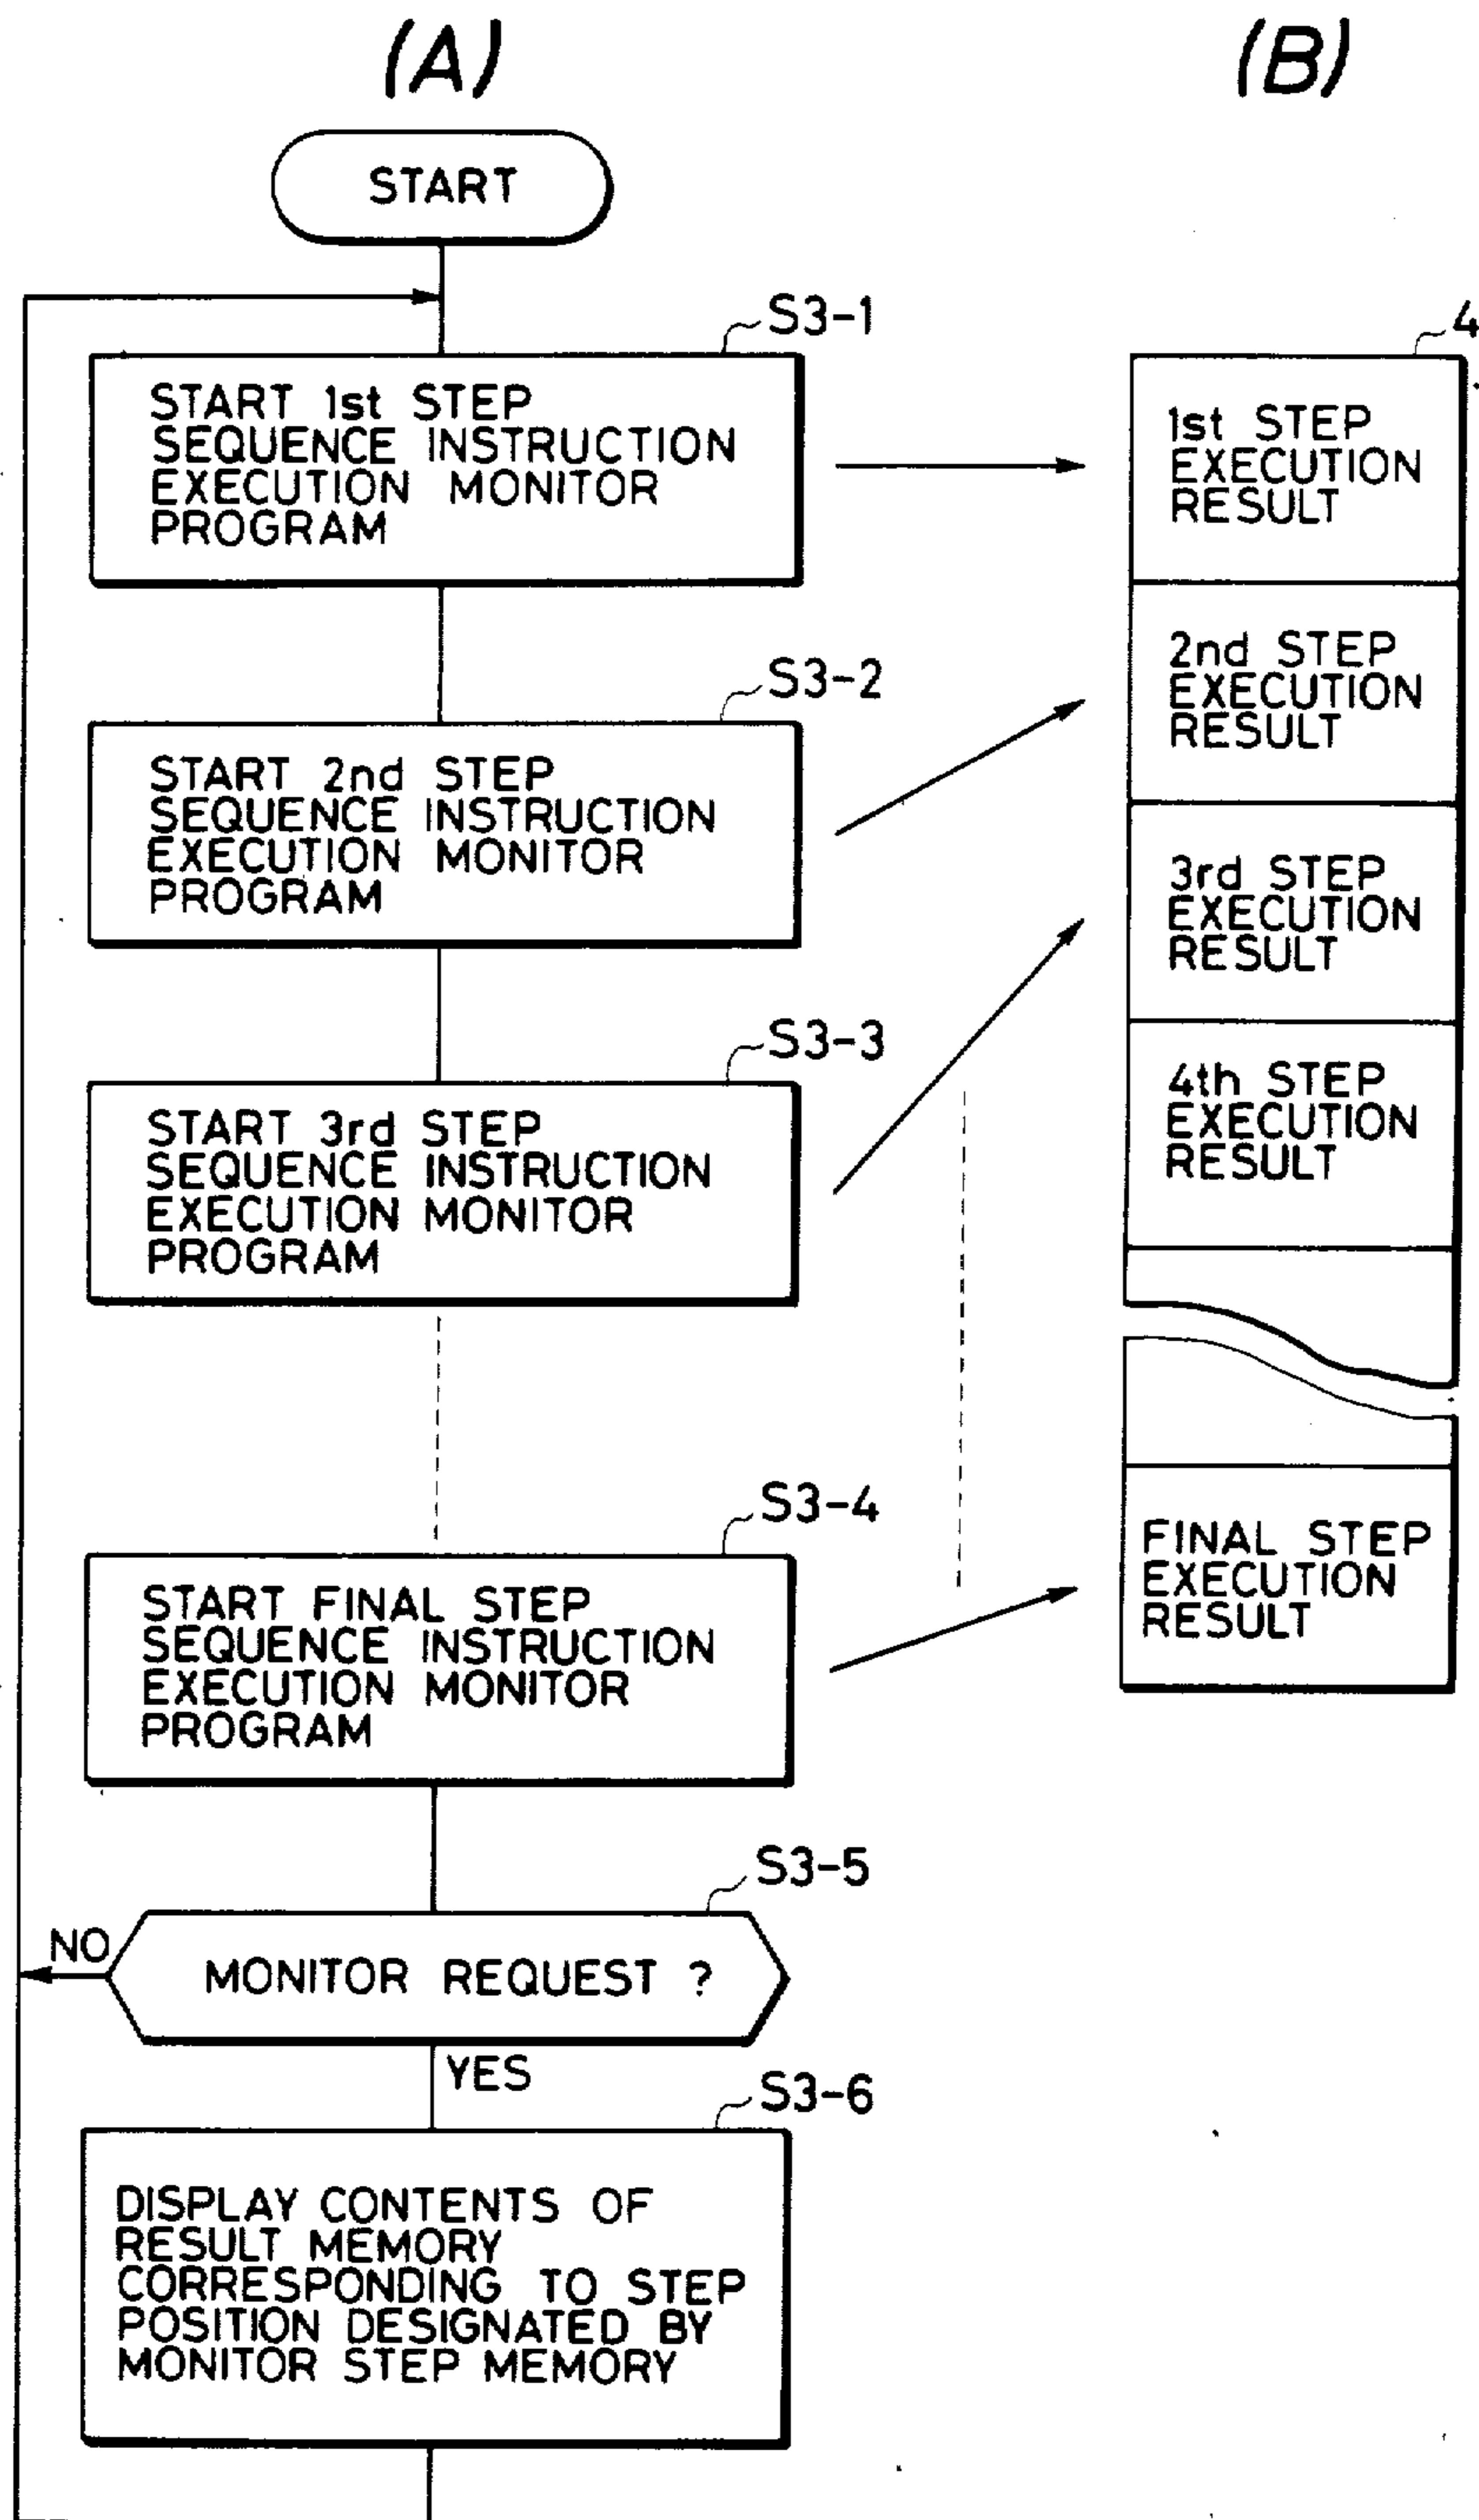 (A)
(B)
START
S3-1
START 1st STEP
SEQUENCE INSTRUCTION
EXECUTION MONITOR
PROGRAM
4
1st STEP
EXECUTION
RESULT
S3-2
START 2nd STEP
SEQUENCE INSTRUCTION
EXECUTION MONITOR
PROGRAM
2nd STEP
EXECUTION
RESULT
S3-3
START 3rd STEP
SEQUENCE INSTRUCTION
EXECUTION MONITOR
PROGRAM
3rd STEP
EXECUTION
RESULT
4th STEP
EXECUTION
RESULT
S3-4
START FINAL STEP
SEQUENCE INSTRUCTION
EXECUTION MONITOR
PROGRAM
FINAL STEP
EXECUTION
RESULT
S3-5
NO
MONITOR REQUEST ?
YES
S3-6
DISPLAY CONTENTS OF
RESULT MEMORY
CORRESPONDING TO STEP
POSITION DESIGNATED BY
MONITOR STEP MEMORY